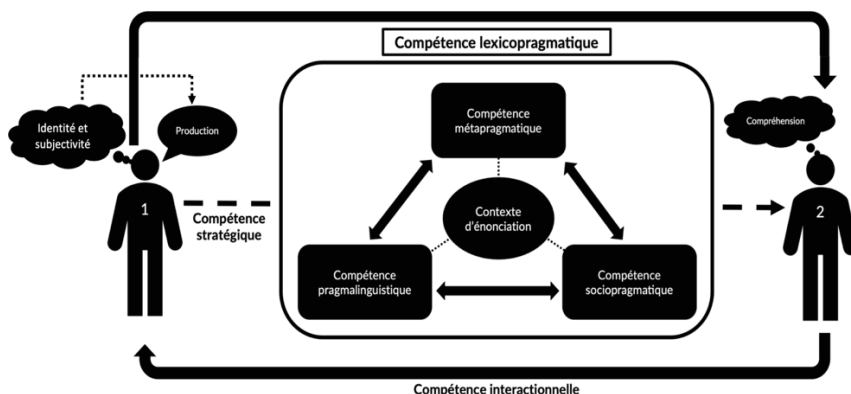 Compétence lexicopragmatique
Identité et
subjectivité
Production
Compétence
métapragmatique
Compréhension
1
Compétence
stratégique
Contexte
d'énonciation
2
Compétence
pragmalinguistique
Compétence
sociopragmatique
Compétence interactionnelle